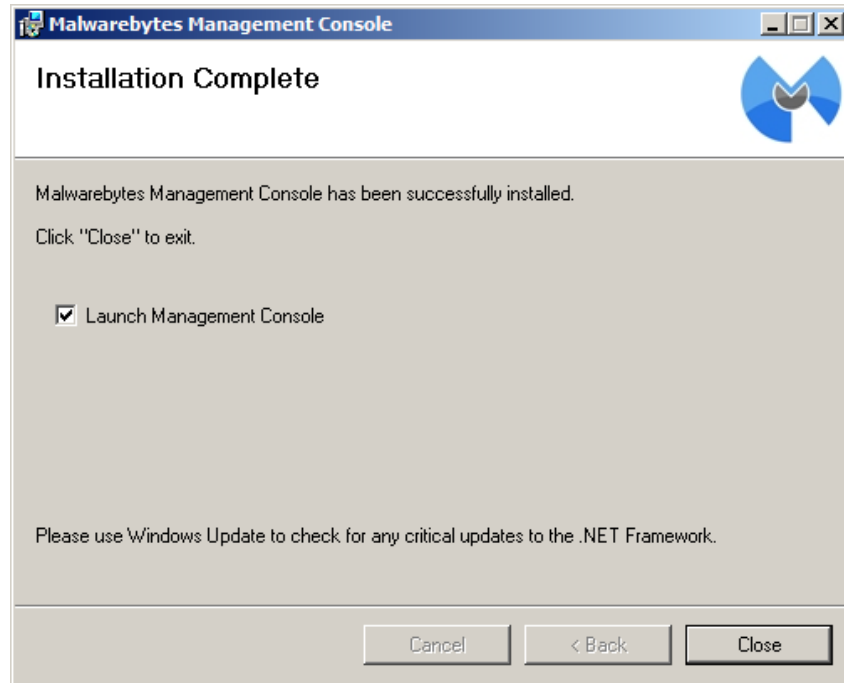 Malwarebytes Management Console
Installation Complete
Malwarebytes Management Console has been successfully installed.
Click "Close" to exit.
Launch Management Console
Please use Windows Update to check for any critical updates to the .NET Framework.
Cancel
< Back
Close